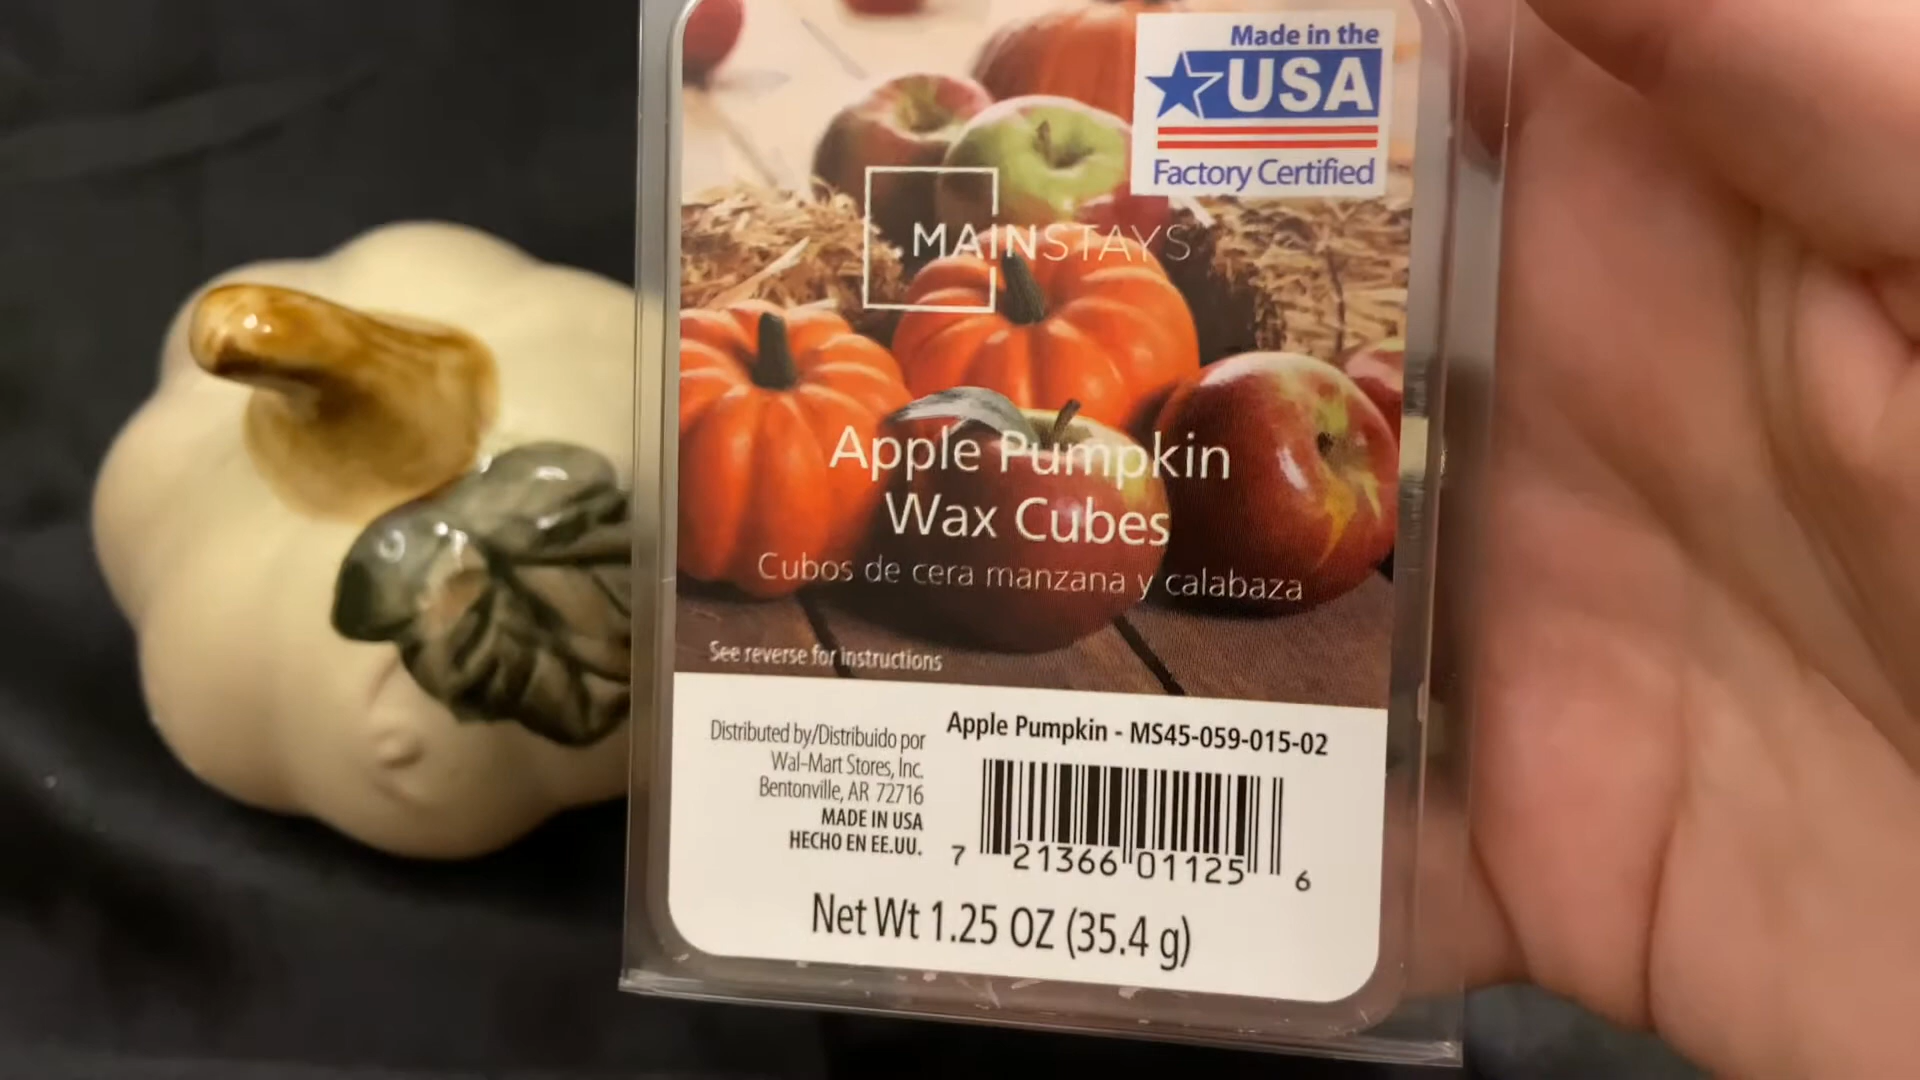 Made in the
USA
Factory Certified
MAINSTAYS
Apple Pumpkin
Wax Cubes
Cubos de cera manzana y calabaza
See reverse for instructions
Distributed by/Distribuido por
Wal-Mart Stores, Inc.
Bentonville, AR 72716
MADE IN USA
HECHO EN EE.UU.
Apple Pumpkin - MS45-059-015-02
7 21366 01125 6
Net Wt 1.25 OZ (35.4 g)